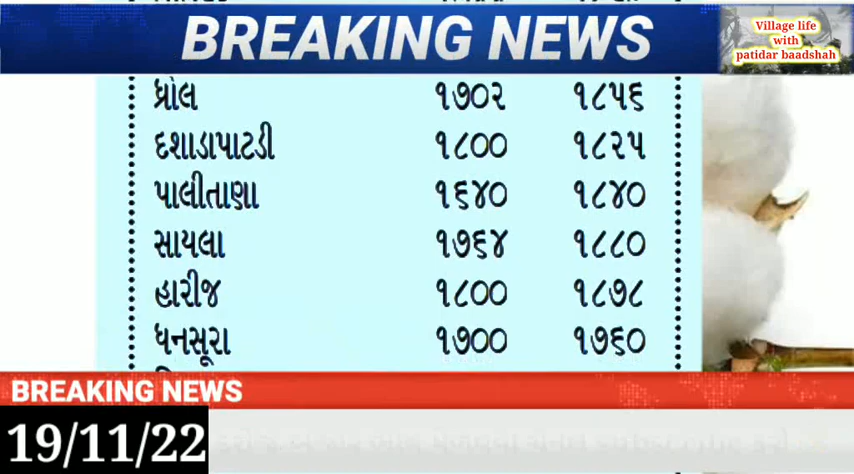 BREAKING NEWS
Village life
with
patidar baadshah
ધ્રોલ ૧૭૦૨ ૧૮૫૬
દશાડાપાટડી ૧૮૦૦ ૧૮૨૫
પાલીતાણા ૧૬૪૦ ૧૮૪૦
સાયલા ૧૭૬૪ ૧૮૮૦
હારીજ ૧૮૦૦ ૧૮૭૮
ધનસૂરા ૧૭૦૦ ૧૭૬૦
BREAKING NEWS
19/11/22